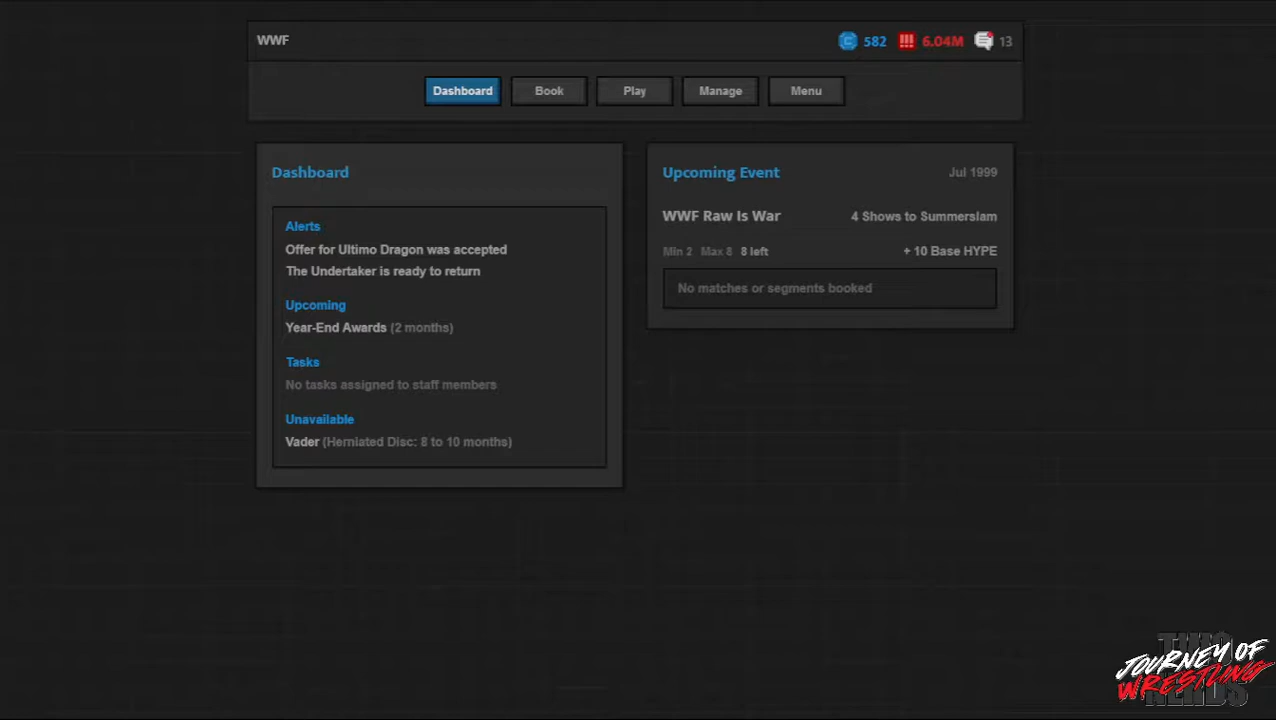 WWF
582
6.04M
13
Dashboard
Book
Play
Manage
Menu
Dashboard
Alerts
Offer for Ultimo Dragon was accepted
The Undertaker is ready to return
Upcoming
Year-End Awards (2 months)
Tasks
No tasks assigned to staff members
Unavailable
Vader (Herniated Disc: 8 to 10 months)
Upcoming Event
Jul 1999
WWF Raw Is War
4 Shows to Summerslam
Min 2 Max 8 8 left
+ 10 Base HYPE
No matches or segments booked
TWO
JOURNEY OF
WRESTLING
NERDS